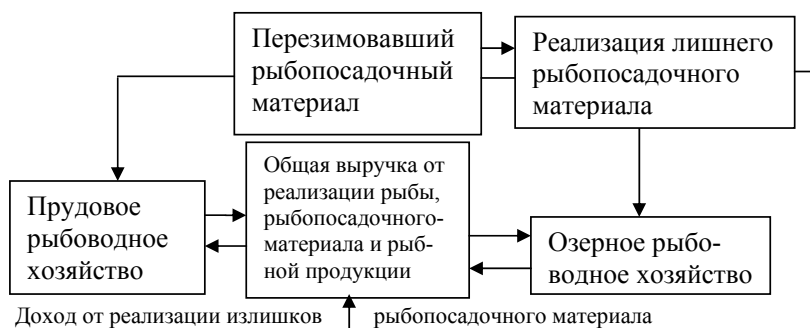 Перезимовавший
рыбопосадочный
материал
Реализация лишнего
рыбопосадочного
материала
Общая выручка от
реализации рыбы,
рыбопосадочного-
материала и рыб-
ной продукции
Прудовое
рыбоводное
хозяйство
Озерное рыбо-
водное хозяйство
Доход от реализации излишков рыбопосадочного материала